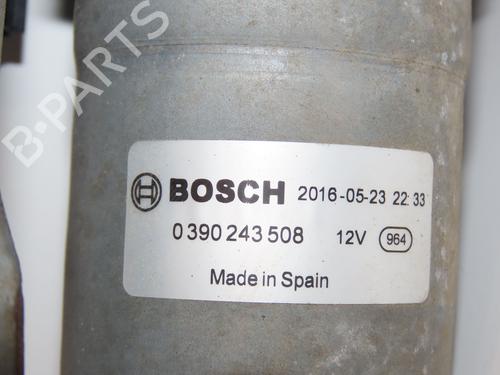 B-PARTS
BOSCH 2016-05-23 22:33
0 390 243 508 12V 964
Made in Spain